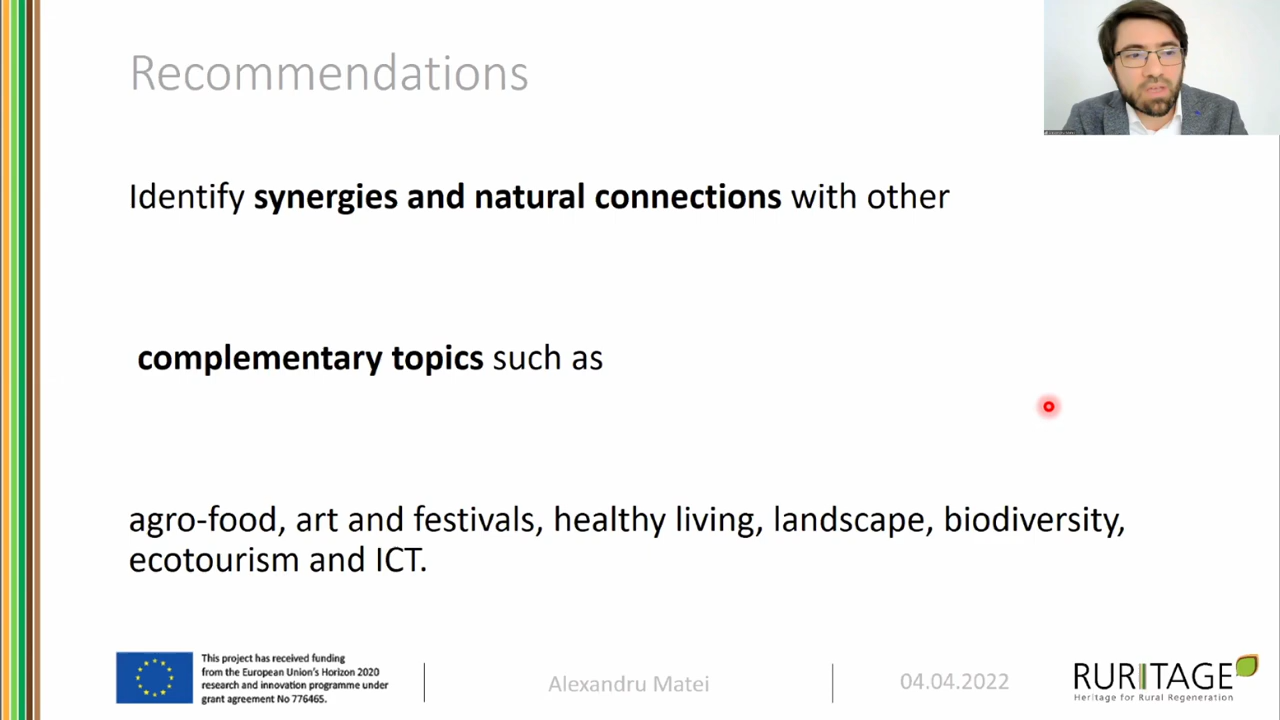 Recommendations
Identify synergies and natural connections with other
complementary topics such as
agro-food, art and festivals, healthy living, landscape, biodiversity,
ecotourism and ICT.
This project has received funding
from the European Union's Horizon 2020
research and innovation programme under
grant agreement No 776465.
Alexandru Matei
04.04.2022
RURITAGE
Heritage for Rural Regeneration